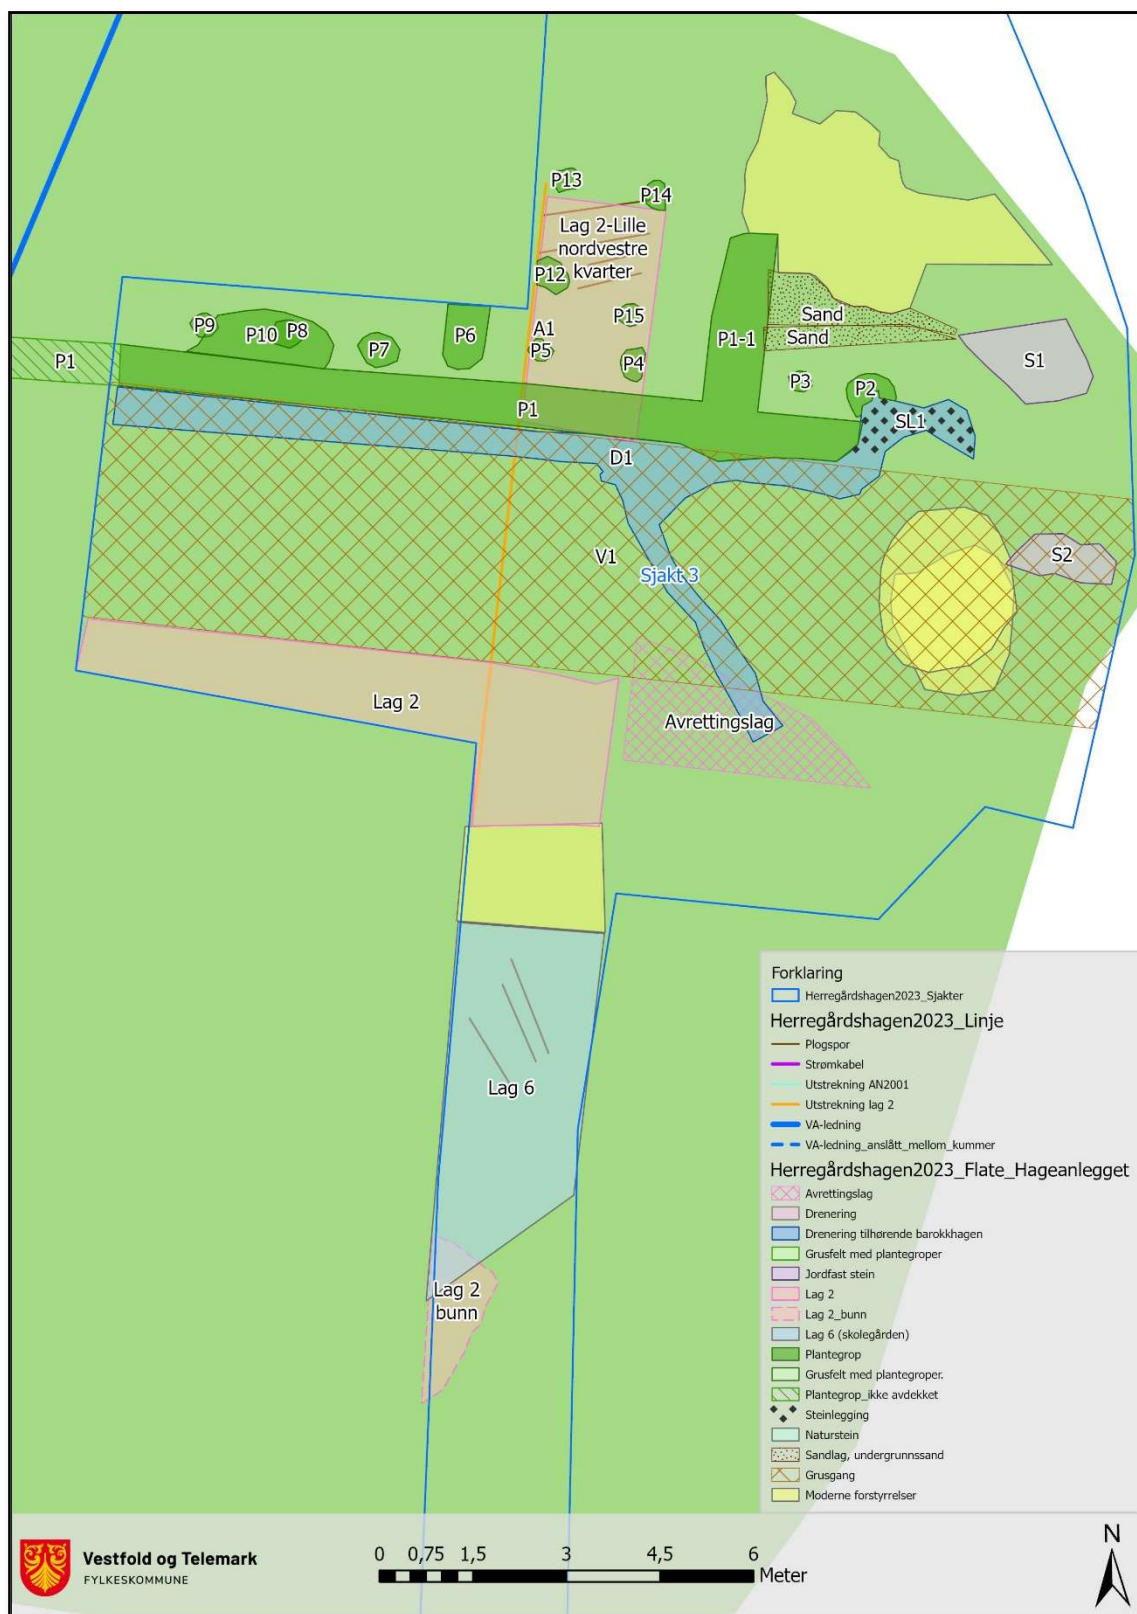 P13
P14
Lag 2-Lille
nordvestre
kvarter
P12
P15
Sand
Sand
P9
P10
P8
P7
P6
A1
P5
P4
P1-1
P3
P2
S1
P1
P1
SL1
D1
V1
Sjakt 3
S2
Lag 2
Avrettingslag
Lag 6
Lag 2
bunn
Forklaring
Herregårdshagen2023_Sjakter
Herregårdshagen2023_Linje
Plogspor
Strømkabel
Utstrekning AN2001
Utstrekning lag 2
VA-ledning
VA-ledning_anslått_mellom_kummer
Herregårdshagen2023_Flate_Hageanlegget
Avrettingslag
Drenering
Drenering tilhørende barokkhagen
Grusfelt med plantegroper
Jordfast stein
Lag 2
Lag 2_bunn
Lag 6 (skolegården)
Plantegrop
Grusfelt med plantegroper.
Plantegrop_ikke avdekket
Steinlegging
Naturstein
Sandlag, undergrunnssand
Grusgang
Moderne forstyrrelser
Vestfold og Telemark
FYLKESKOMMUNE
0 0,75 1,5 3 4,5 6
Meter
N